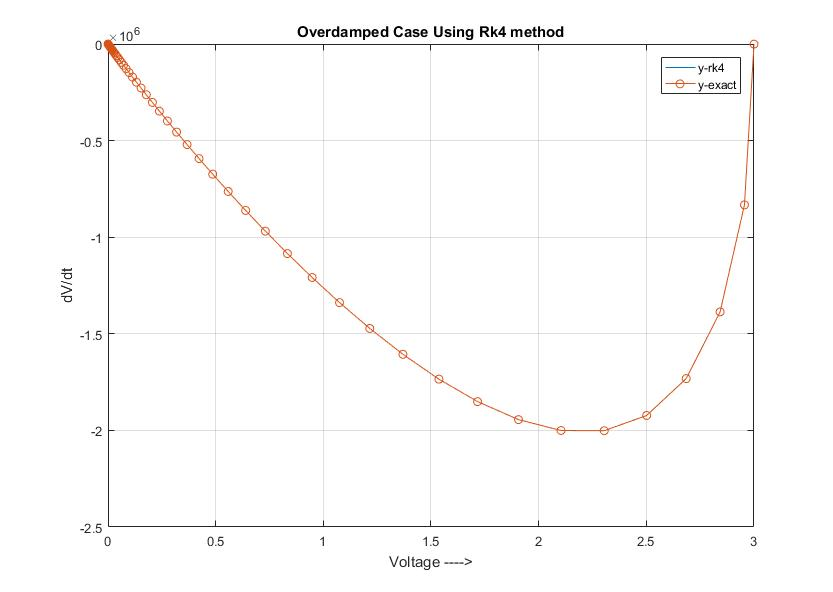 Overdamped Case Using Rk4 method
× 10^6
y-rk4
y-exact
0
-0.5
-1
-1.5
-2
-2.5
dV/dt
0 0.5 1 1.5 2 2.5 3
Voltage ---->